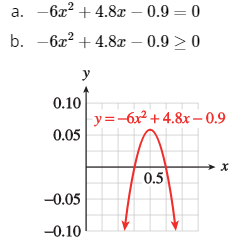 a. −6x² + 4.8x − 0.9 = 0
b. −6x² + 4.8x − 0.9 ≥ 0
y
0.10
y = −6x² + 4.8x − 0.9
0.05
x
0.5
−0.05
−0.10